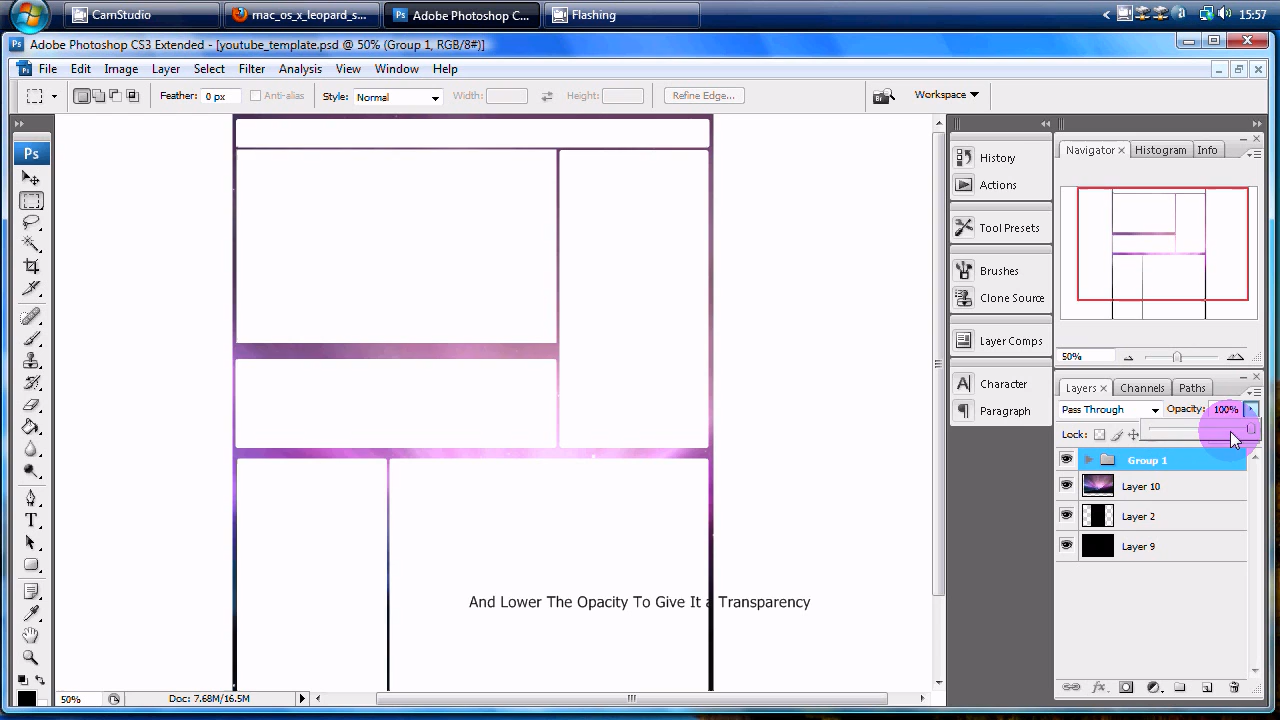 CamStudio
mac_os_x_leopard_s...
Adobe Photoshop C...
Flashing
15:57
Adobe Photoshop CS3 Extended - [youtube_template.psd @ 50% (Group 1, RGB/8#)]
File Edit Image Layer Select Filter Analysis View Window Help
Feather: 0 px Anti-alias Style: Normal Width: Height: Refine Edge... Workspace
Ps
History
Actions
Tool Presets
Brushes
Clone Source
Layer Comps
Character
Paragraph
Navigator Histogram Info
50%
Layers Channels Paths
Pass Through Opacity: 100%
Lock:
Group 1
Layer 10
Layer 2
Layer 9
And Lower The Opacity To Give It a Transparency
50% Doc: 7.68M/16.5M